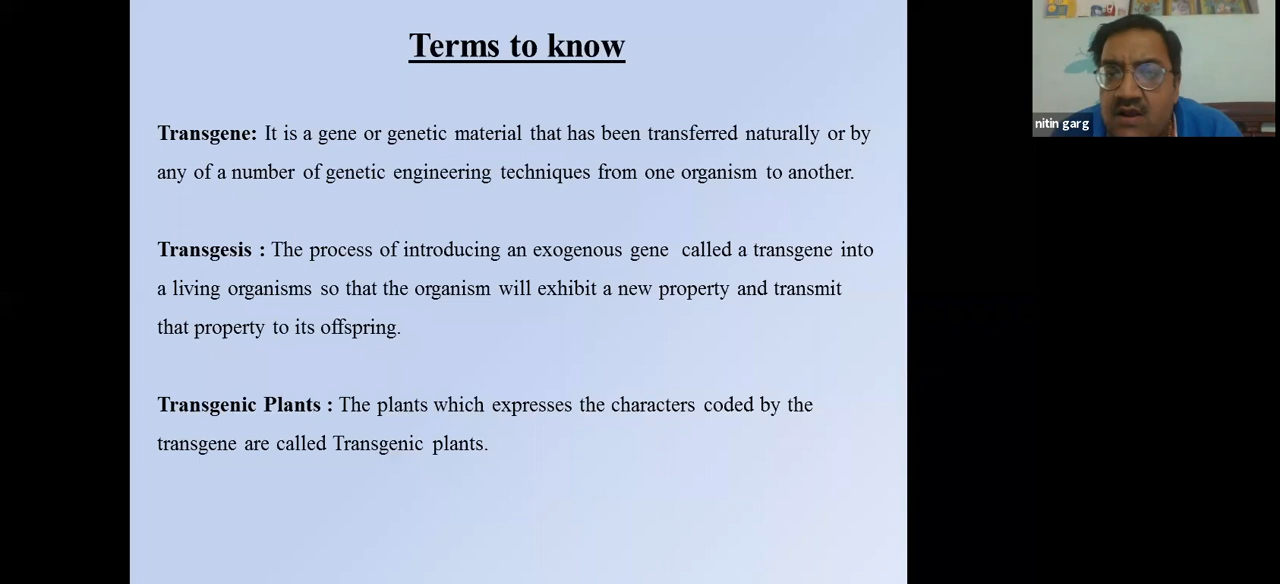 Terms to know
Transgene: It is a gene or genetic material that has been transferred naturally or by
any of a number of genetic engineering techniques from one organism to another.
Transgesis : The process of introducing an exogenous gene called a transgene into
a living organisms so that the organism will exhibit a new property and transmit
that property to its offspring.
Transgenic Plants : The plants which expresses the characters coded by the
transgene are called Transgenic plants.
nitin garg